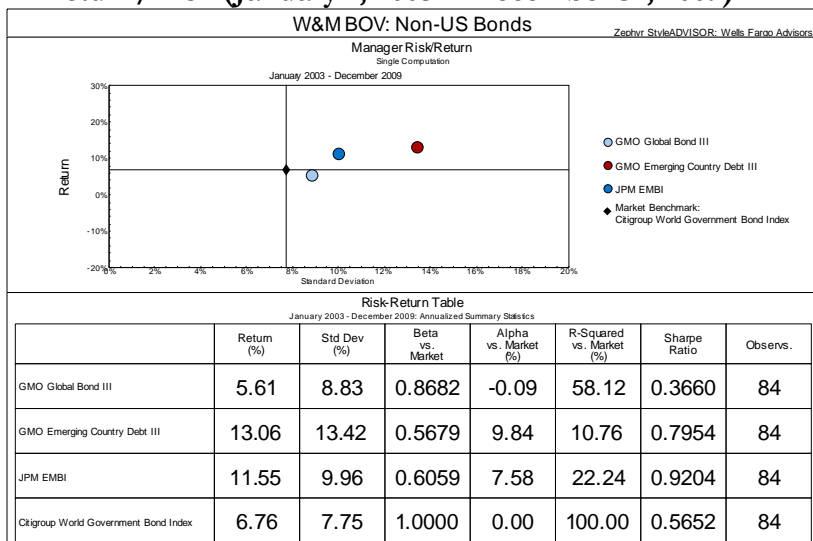 W&M BOV: Non-US Bonds
Zephyr StyleADVISOR: Wells Fargo Advisors
Manager Risk/Return
Single Computation
January 2003 - December 2009
30%
20%
10%
0%
-10%
-20%
Return
0% 2% 4% 6% 8% 10% 12% 14% 16% 18% 20%
Standard Deviation
GMO Global Bond III
GMO Emerging Country Debt III
JPM EMBI
Market Benchmark:
Citigroup World Government Bond Index
Risk-Return Table
January 2003 - December 2009: Annualized Summary Statistics
Return (%) Std Dev (%) Beta vs. Market Alpha vs. Market (%) R-Squared vs. Market (%) Sharpe Ratio Observs.
GMO Global Bond III 5.61 8.83 0.8682 -0.09 58.12 0.3660 84
GMO Emerging Country Debt III 13.06 13.42 0.5679 9.84 10.76 0.7954 84
JPM EMBI 11.55 9.96 0.6059 7.58 22.24 0.9204 84
Citigroup World Government Bond Index 6.76 7.75 1.0000 0.00 100.00 0.5652 84